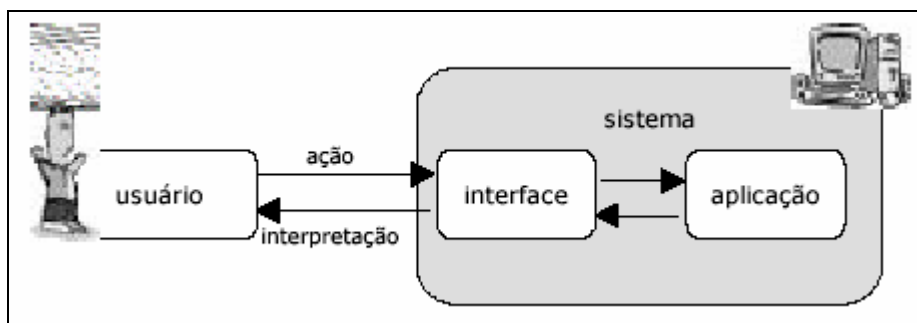 sistema
ação
usuário
interface
aplicação
interpretação